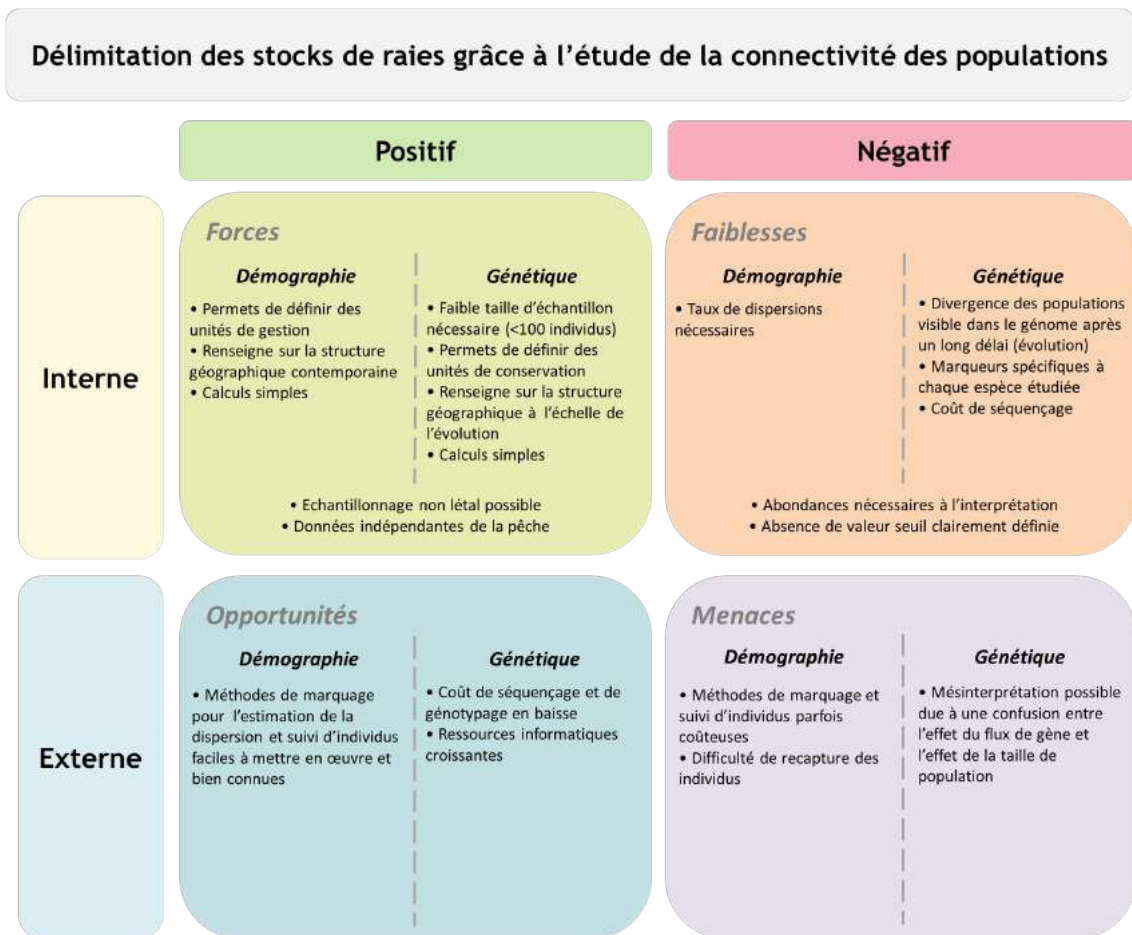 Délimitation des stocks de raies grâce à l'étude de la connectivité des populations
Positif
Négatif
Interne
Forces
Démographie
• Permets de définir des
unités de gestion
• Renseigne sur la structure
géographique contemporaine
• Calculs simples
Génétique
• Faible taille d'échantillon
nécessaire (<100 individus)
• Permets de définir des
unités de conservation
• Renseigne sur la structure
géographique à l'échelle de
l'évolution
• Calculs simples
• Echantillonnage non létal possible
• Données indépendantes de la pêche
Faiblesses
Démographie
• Taux de dispersions
nécessaires
Génétique
• Divergence des populations
visible dans le génome après
un long délai (évolution)
• Marqueurs spécifiques à
chaque espèce étudiée
• Coût de séquençage
• Abondances nécessaires à l'interprétation
• Absence de valeur seuil clairement définie
Externe
Opportunités
Démographie
• Méthodes de marquage
pour l'estimation de la
dispersion et suivi d'individus
faciles à mettre en œuvre et
bien connues
Génétique
• Coût de séquençage et de
génotypage en baisse
• Ressources informatiques
croissantes
Menaces
Démographie
• Méthodes de marquage et
suivi d'individus parfois
coûteuses
• Difficulté de recapture des
individus
Génétique
• Mésinterprétation possible
due à une confusion entre
l'effet du flux de gène et
l'effet de la taille de
population